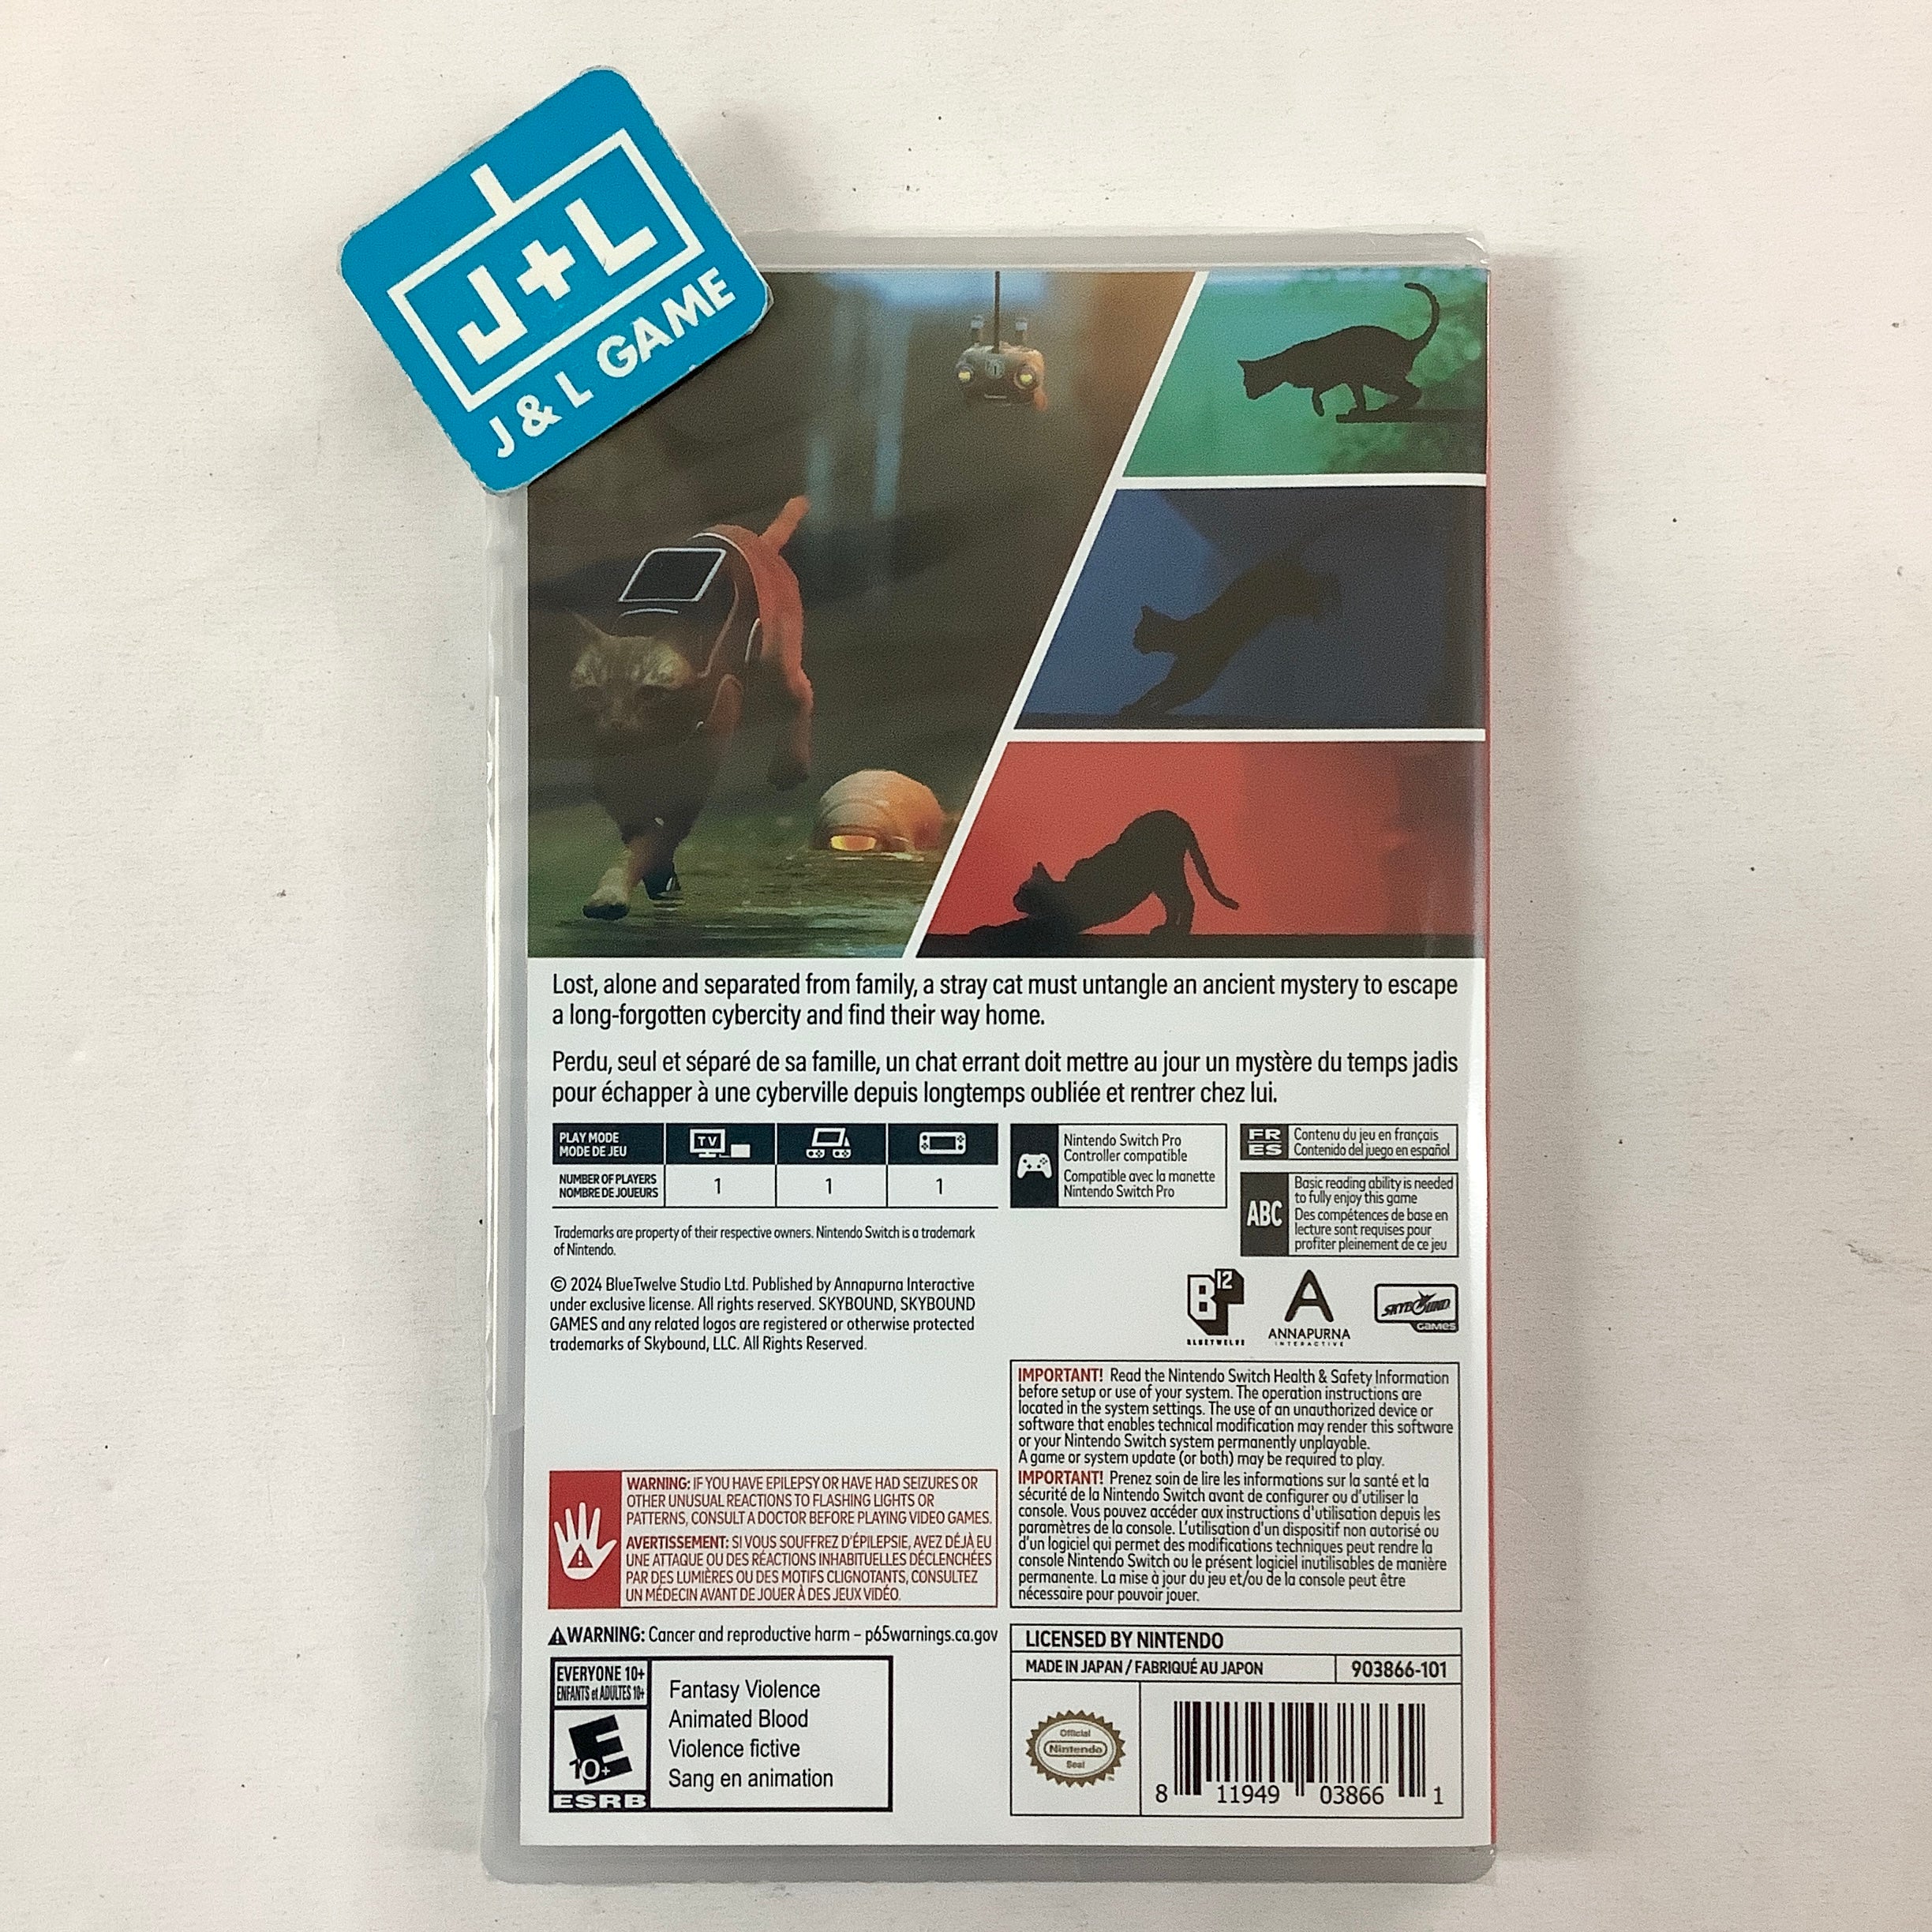 J+L
J & L GAME
Lost, alone and separated from family, a stray cat must untangle an ancient mystery to escape
a long-forgotten cybercity and find their way home.
Perdu, seul et séparé de sa famille, un chat errant doit mettre au jour un mystère du temps jadis
pour échapper à une cyberville depuis longtemps oubliée et rentrer chez lui.
PLAY MODE
MODE DE JEU
TV
NUMBER OF PLAYERS
NOMBRE DE JOUEURS
1
1
1
Nintendo Switch Pro
Controller compatible
Compatible avec la manette
Nintendo Switch Pro
FR
ES
Contenu du jeu en français
Contenido del juego en español
ABC
Basic reading ability is needed
to fully enjoy this game
Des compétences de base en
lecture sont requises pour
profiter pleinement de ce jeu
Trademarks are property of their respective owners. Nintendo Switch is a trademark
of Nintendo.
© 2024 BlueTwelve Studio Ltd. Published by Annapurna Interactive
under exclusive license. All rights reserved. SKYBOUND, SKYBOUND
GAMES and any related logos are registered or otherwise protected
trademarks of Skybound, LLC. All Rights Reserved.
B12
BLUETWELVE
A
ANNAPURNA
INTERACTIVE
SKYBOUND
GAMES
IMPORTANT! Read the Nintendo Switch Health & Safety Information
before setup or use of your system. The operation instructions are
located in the system settings. The use of an unauthorized device or
software that enables technical modification may render this software
or your Nintendo Switch system permanently unplayable.
A game or system update (or both) may be required to play.
IMPORTANT! Prenez soin de lire les informations sur la santé et la
sécurité de la Nintendo Switch avant de configurer ou d'utiliser la
console. Vous pouvez accéder aux instructions d'utilisation depuis les
paramètres de la console. L'utilisation d'un dispositif non autorisé ou
d'un logiciel qui permet des modifications techniques peut rendre la
console Nintendo Switch ou le présent logiciel inutilisables de manière
permanente. La mise à jour du jeu et/ou de la console peut être
nécessaire pour pouvoir jouer.
WARNING: IF YOU HAVE EPILEPSY OR HAVE HAD SEIZURES OR
OTHER UNUSUAL REACTIONS TO FLASHING LIGHTS OR
PATTERNS, CONSULT A DOCTOR BEFORE PLAYING VIDEO GAMES.
AVERTISSEMENT: SI VOUS SOUFFREZ D'ÉPILEPSIE, AVEZ DÉJÀ EU
UNE ATTAQUE OU DES RÉACTIONS INHABITUELLES DÉCLENCHÉES
PAR DES LUMIÈRES OU DES MOTIFS CLIGNOTANTS, CONSULTEZ
UN MÉDECIN AVANT DE JOUER À DES JEUX VIDÉO.
⚠WARNING: Cancer and reproductive harm – p65warnings.ca.gov
EVERYONE 10+
ENFANTS et ADULTES 10+
E
10+
ESRB
Fantasy Violence
Animated Blood
Violence fictive
Sang en animation
LICENSED BY NINTENDO
MADE IN JAPAN / FABRIQUÉ AU JAPON
903866-101
Official
Nintendo
Seal
8 11949 03866 1